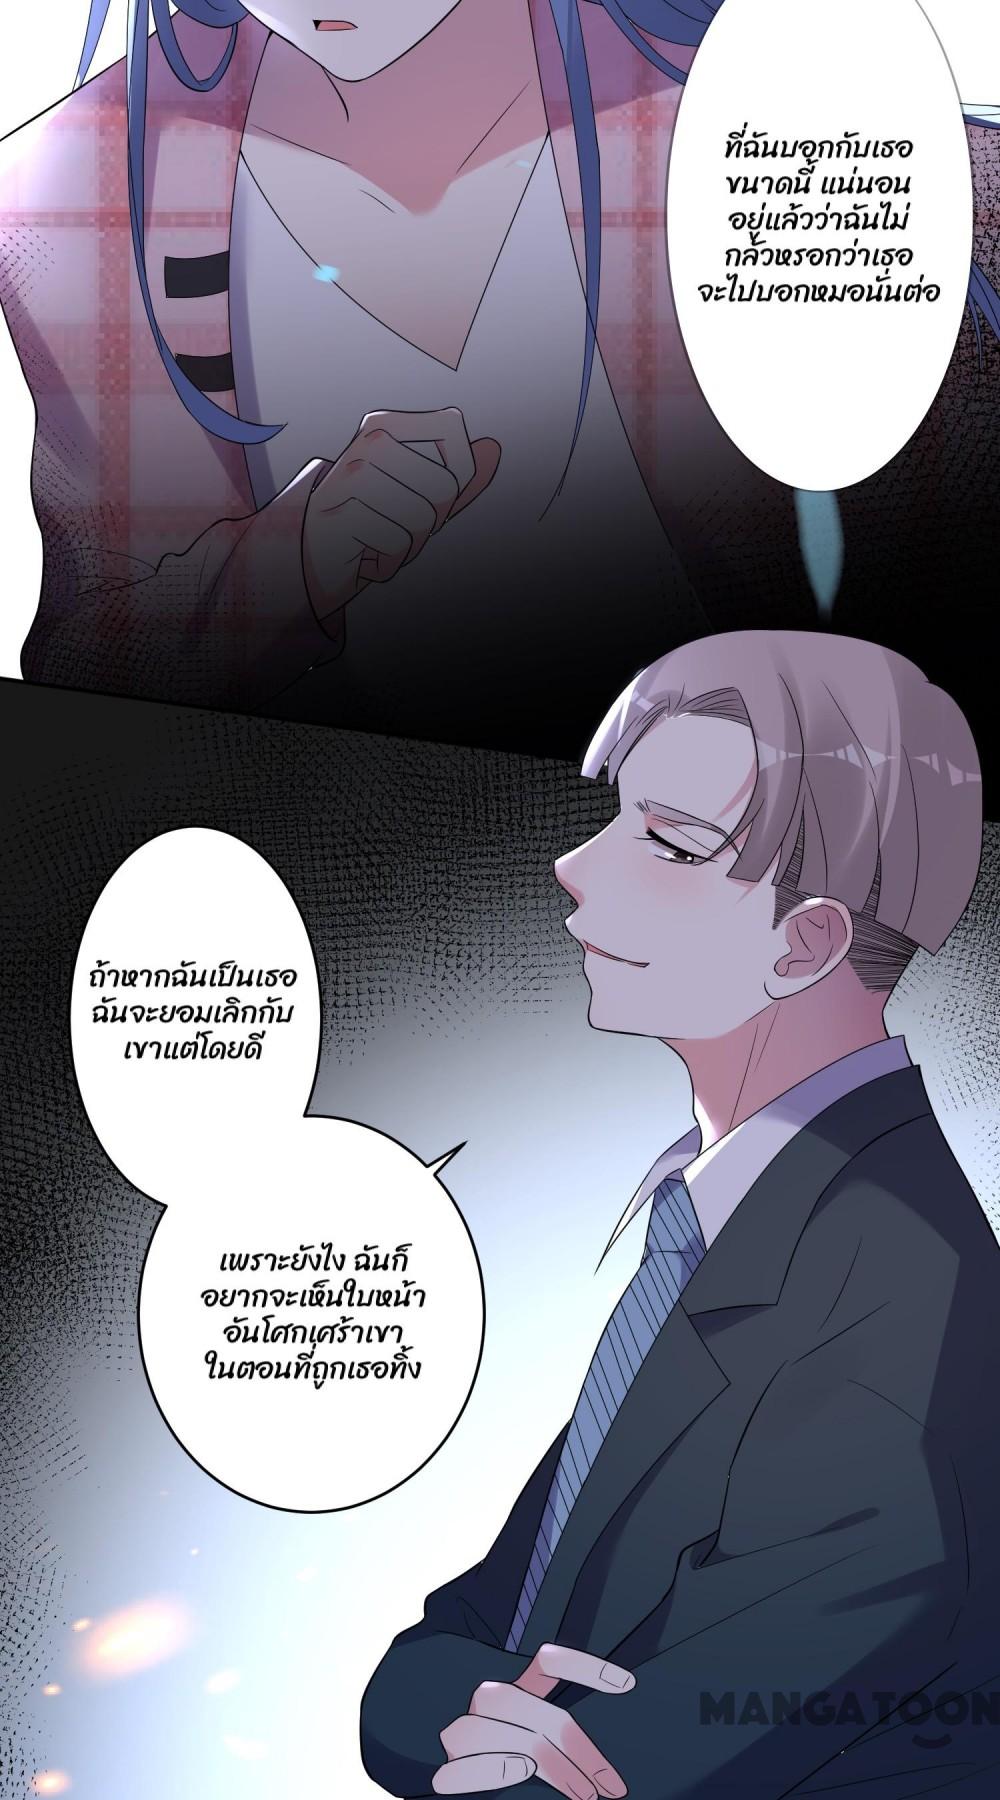 ที่ฉันบอกกับเธอ
ขนาดนี้ แน่นอน
อยู่แล้วว่าฉันไม่
กลัวหรอกว่าเธอ
จะไปบอกหมอนั่นต่อ
ถ้าหากฉันเป็นเธอ
ฉันจะยอมเลิกกับ
เขาแต่โดยดี
เพราะยังไง ฉันก็
อยากจะเห็นใบหน้า
อันโศกเศร้าเขา
ในตอนที่ถูกเธอทิ้ง
MANGATOON